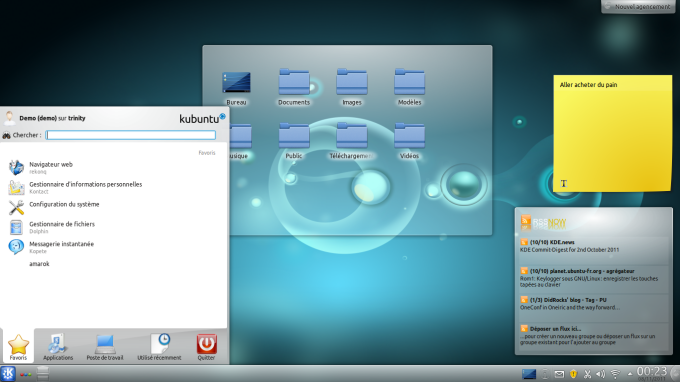 Nouvel agencement
Bureau
Documents
Images
Modèles
usique
Public
Téléchargemen
Vidéos
Aller acheter du pain
Demo (demo) sur trinity
kubuntu
Chercher :
Favoris
Navigateur web
rekonq
Gestionnaire d'informations personnelles
Kontact
Configuration du système
Gestionnaire de fichiers
Dolphin
Messagerie instantanée
Kopete
amarok
Favoris
Applications
Poste de travail
Utilisé récemment
Quitter
NOW
(10/10) KDE.news
KDE Commit-Digest for 2nd October 2011
(10/10) planet.ubuntu-fr.org - agrégateur
Rom1: Keylogger sous GNU/Linux : enregistrer les touches
tapées au clavier
(1/3) DidRocks' blog - Tag - PU
OneConf in Oneiric and the way forward...
Déposer un flux ici...
...pour créer un nouveau groupe ou déposer un flux sur un
groupe existant pour l'ajouter au groupe
00:23